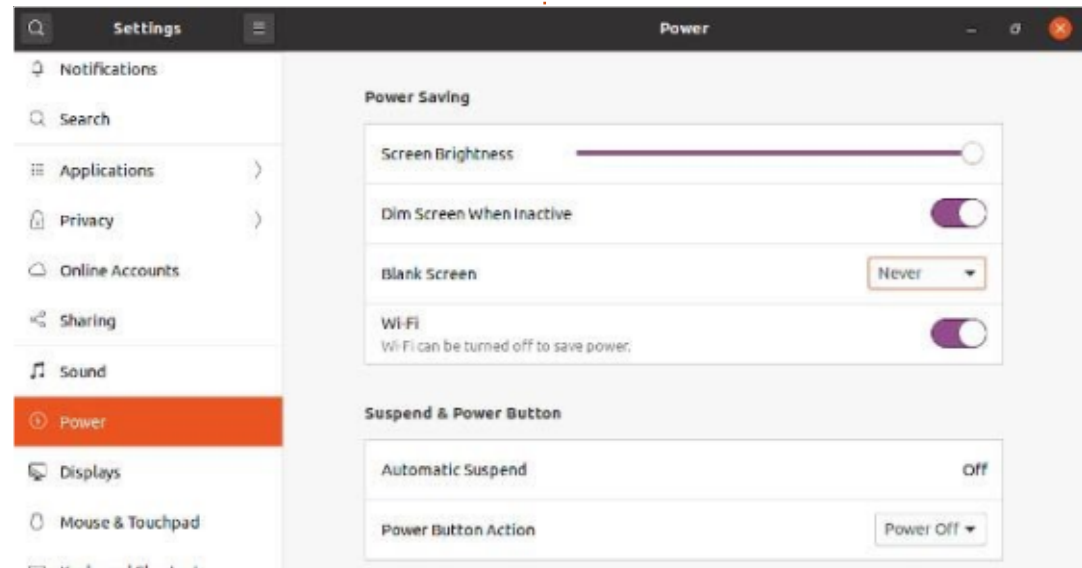 Settings
Power
Notifications
Search
Applications
Privacy
Online Accounts
Sharing
Sound
Power
Displays
Mouse & Touchpad
Power Saving
Screen Brightness
Dim Screen When Inactive
Blank Screen
Never
Wi-Fi
Wi-Fi can be turned off to save power.
Suspend & Power Button
Automatic Suspend
Off
Power Button Action
Power Off